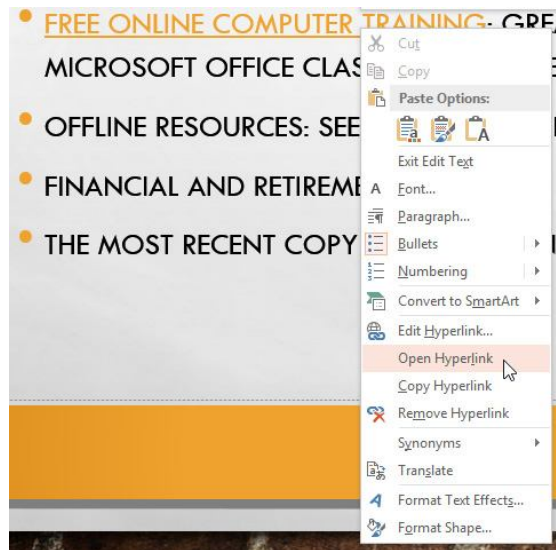 FREE ONLINE COMPUTER TRAINING: GREA
MICROSOFT OFFICE CLAS
OFFLINE RESOURCES: SEE
FINANCIAL AND RETIREME
THE MOST RECENT COPY
Cut
Copy
Paste Options:
Exit Edit Text
Font...
Paragraph...
Bullets
Numbering
Convert to SmartArt
Edit Hyperlink...
Open Hyperlink
Copy Hyperlink
Remove Hyperlink
Synonyms
Translate
Format Text Effects...
Format Shape...